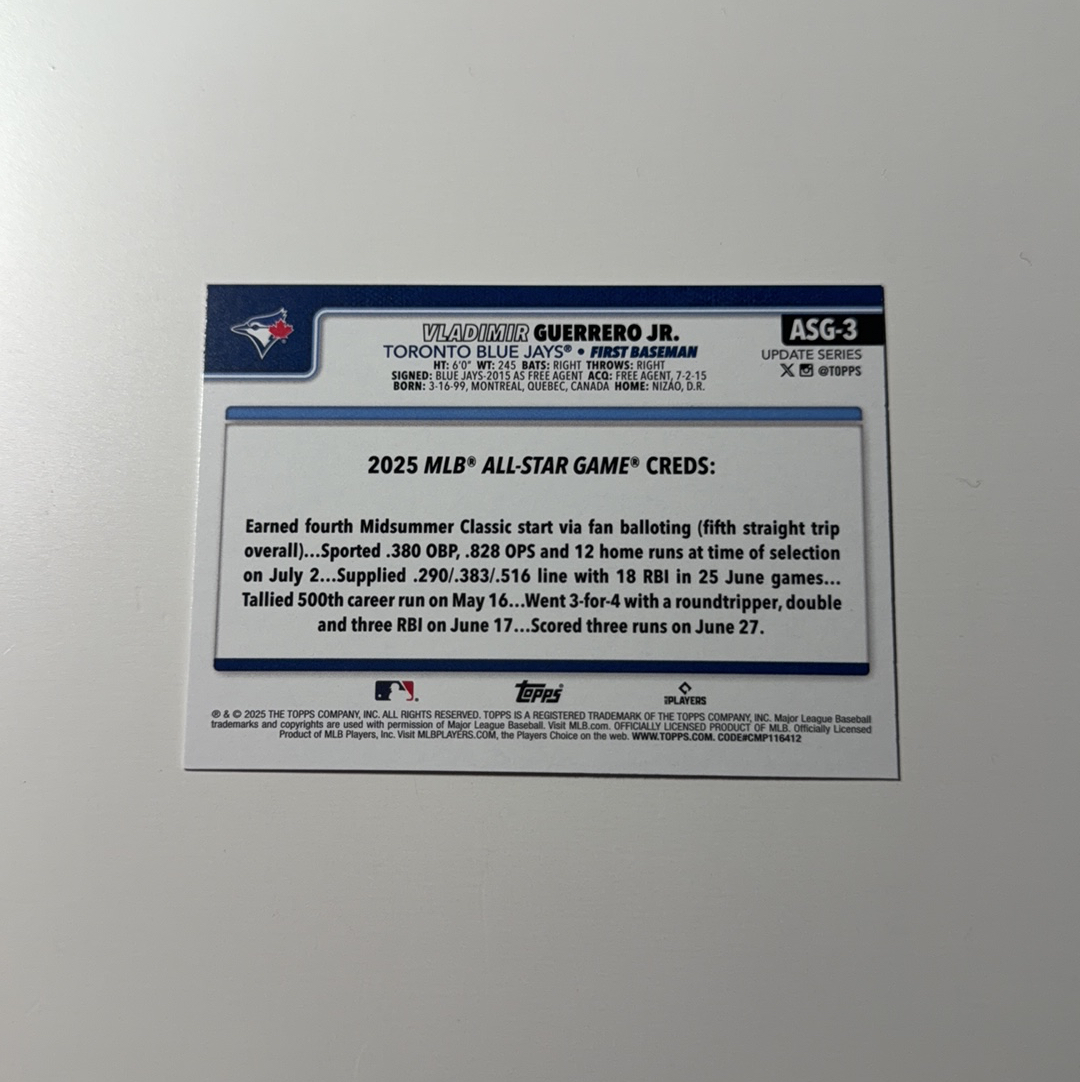 VLADIMIR GUERRERO JR.
ASG-3
TORONTO BLUE JAYS® • FIRST BASEMAN
UPDATE SERIES
HT: 6'0" WT: 245 BATS: RIGHT THROWS: RIGHT
@TOPPS
SIGNED: BLUE JAYS-2015 AS FREE AGENT ACQ: FREE AGENT, 7-2-15
BORN: 3-16-99, MONTREAL, QUEBEC, CANADA HOME: NIZAO, D.R.
2025 MLB® ALL-STAR GAME® CREDS:
Earned fourth Midsummer Classic start via fan balloting (fifth straight trip
overall)...Sported .380 OBP, .828 OPS and 12 home runs at time of selection
on July 2...Supplied .290/.383/.516 line with 18 RBI in 25 June games...
Tallied 500th career run on May 16...Went 3-for-4 with a roundtripper, double
and three RBI on June 17...Scored three runs on June 27.
Topps
PLAYERS
® & © 2025 THE TOPPS COMPANY, INC. ALL RIGHTS RESERVED. TOPPS IS A REGISTERED TRADEMARK OF THE TOPPS COMPANY, INC. Major League Baseball
trademarks and copyrights are used with permission of Major League Baseball. Visit MLB.com. OFFICIALLY LICENSED PRODUCT OF MLB. Officially Licensed
Product of MLB Players, Inc. Visit MLBPLAYERS.COM, the Players Choice on the web. WWW.TOPPS.COM. CODE#CMP116412